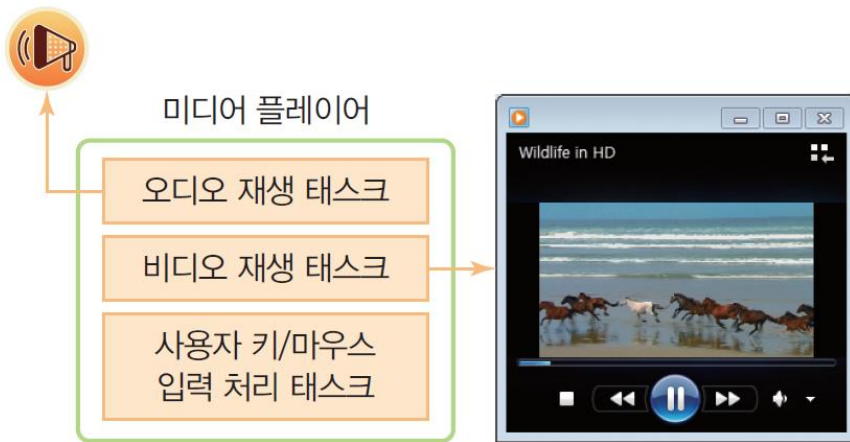 미디어 플레이어
오디오 재생 태스크
비디오 재생 태스크
사용자 키/마우스
입력 처리 태스크
Wildlife in HD